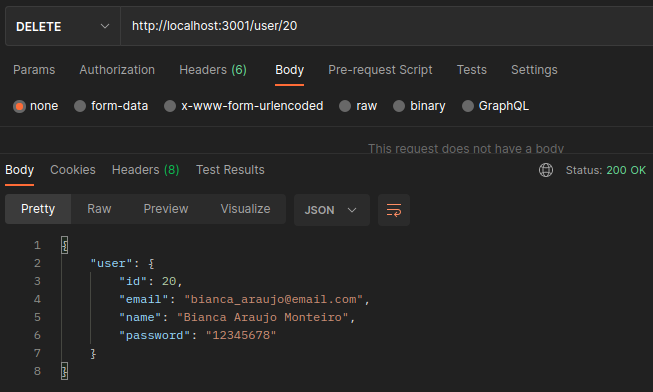 DELETE http://localhost:3001/user/20
Params Authorization Headers (6) Body Pre-request Script Tests Settings
none form-data x-www-form-urlencoded raw binary GraphQL
This request does not have a body
Body Cookies Headers (8) Test Results Status: 200 OK
Pretty Raw Preview Visualize JSON
1 {
2 "user": {
3 "id": 20,
4 "email": "bianca_araujo@email.com",
5 "name": "Bianca Araujo Monteiro",
6 "password": "12345678"
7 }
8 }